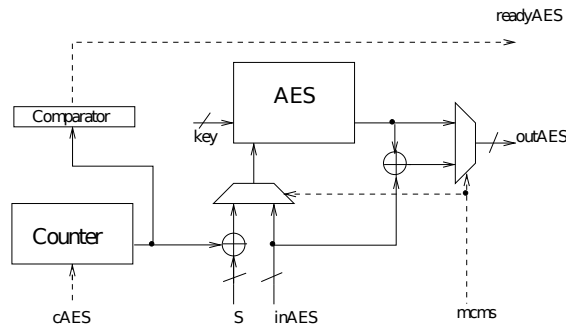 readyAES
AES
Comparator
key
outAES
Counter
cAES
S
inAES
mcms